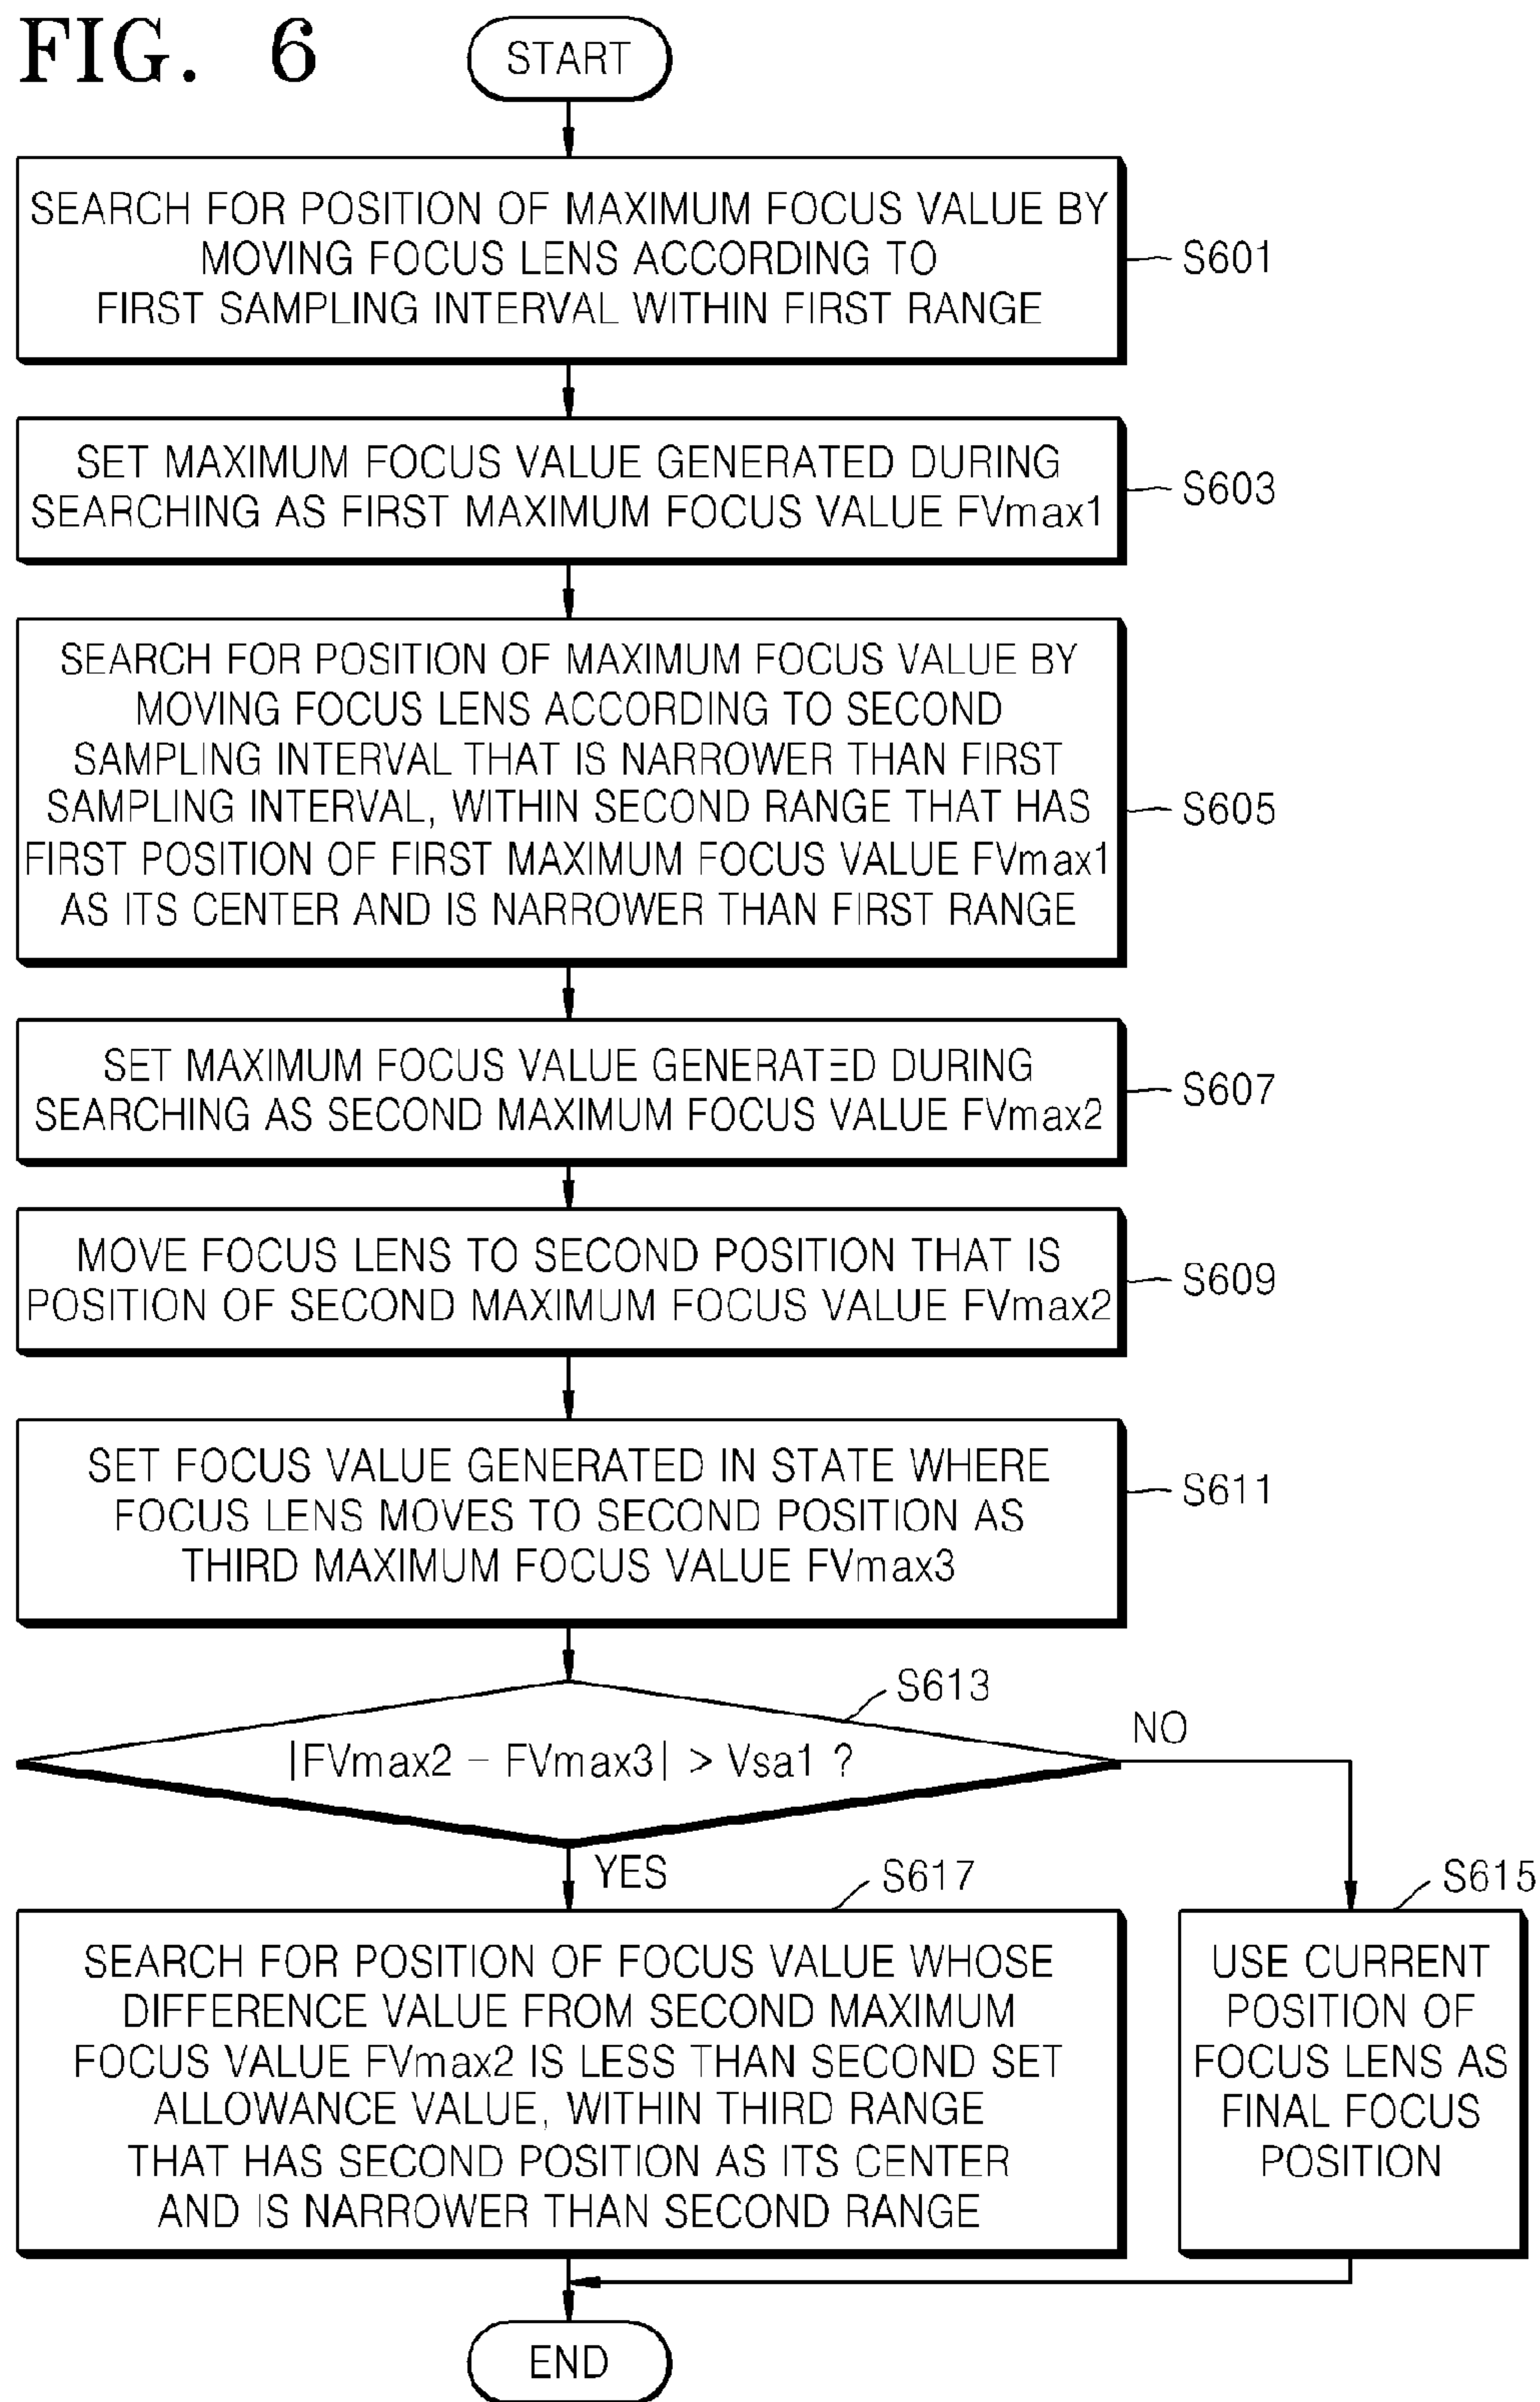 FIG. 6
START
SEARCH FOR POSITION OF MAXIMUM FOCUS VALUE BY
MOVING FOCUS LENS ACCORDING TO
FIRST SAMPLING INTERVAL WITHIN FIRST RANGE
S601
SET MAXIMUM FOCUS VALUE GENERATED DURING
SEARCHING AS FIRST MAXIMUM FOCUS VALUE FVmax1
S603
SEARCH FOR POSITION OF MAXIMUM FOCUS VALUE BY
MOVING FOCUS LENS ACCORDING TO SECOND
SAMPLING INTERVAL THAT IS NARROWER THAN FIRST
SAMPLING INTERVAL, WITHIN SECOND RANGE THAT HAS
FIRST POSITION OF FIRST MAXIMUM FOCUS VALUE FVmax1
AS ITS CENTER AND IS NARROWER THAN FIRST RANGE
S605
SET MAXIMUM FOCUS VALUE GENERATED DURING
SEARCHING AS SECOND MAXIMUM FOCUS VALUE FVmax2
S607
MOVE FOCUS LENS TO SECOND POSITION THAT IS
POSITION OF SECOND MAXIMUM FOCUS VALUE FVmax2
S609
SET FOCUS VALUE GENERATED IN STATE WHERE
FOCUS LENS MOVES TO SECOND POSITION AS
THIRD MAXIMUM FOCUS VALUE FVmax3
S611
S613
|FVmax2 – FVmax3| > Vsa1 ?
NO
YES
S617
SEARCH FOR POSITION OF FOCUS VALUE WHOSE
DIFFERENCE VALUE FROM SECOND MAXIMUM
FOCUS VALUE FVmax2 IS LESS THAN SECOND SET
ALLOWANCE VALUE, WITHIN THIRD RANGE
THAT HAS SECOND POSITION AS ITS CENTER
AND IS NARROWER THAN SECOND RANGE
S615
USE CURRENT
POSITION OF
FOCUS LENS AS
FINAL FOCUS
POSITION
END